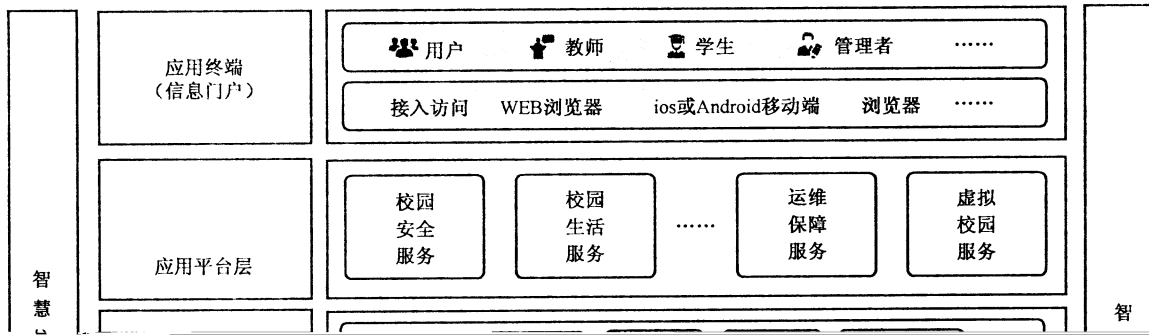 应用终端
（信息门户）
用户 教师 学生 管理者 ……
接入访问 WEB浏览器 ios或Android移动端 浏览器 ……
应用平台层
校园
安全
服务
校园
生活
服务
……
运维
保障
服务
虚拟
校园
服务
智
慧
智